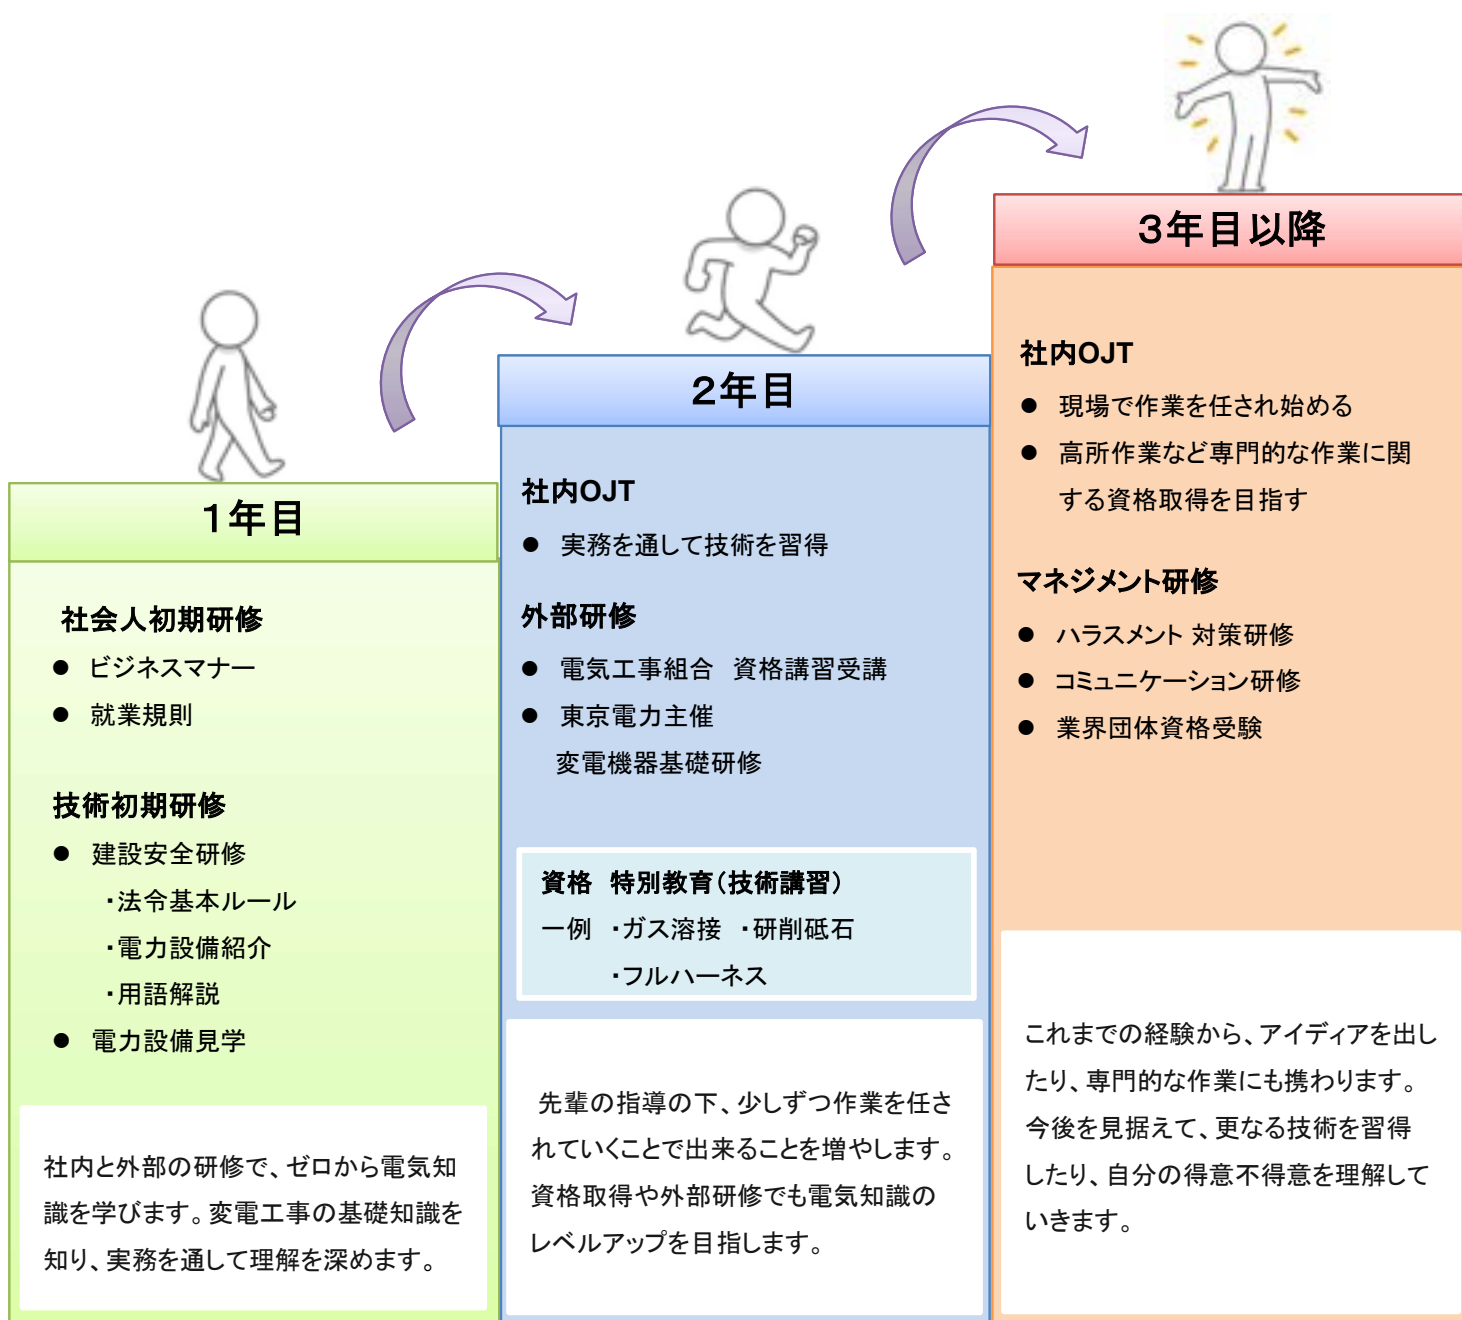 1年目
社会人初期研修
● ビジネスマナー
● 就業規則
技術初期研修
● 建設安全研修
・法令基本ルール
・電力設備紹介
・用語解説
● 電力設備見学
社内と外部の研修で、ゼロから電気知
識を学びます。変電工事の基礎知識を
知り、実務を通して理解を深めます。
2年目
社内OJT
● 実務を通して技術を習得
外部研修
● 電気工事組合　資格講習受講
● 東京電力主催
変電機器基礎研修
資格　特別教育（技術講習）
一例　・ガス溶接　・研削砥石
・フルハーネス
先輩の指導の下、少しずつ作業を任さ
れていくことで出来ることを増やします。
資格取得や外部研修でも電気知識の
レベルアップを目指します。
3年目以降
社内OJT
● 現場で作業を任され始める
● 高所作業など専門的な作業に関
する資格取得を目指す
マネジメント研修
● ハラスメント 対策研修
● コミュニケーション研修
● 業界団体資格受験
これまでの経験から、アイディアを出し
たり、専門的な作業にも携わります。
今後を見据えて、更なる技術を習得
したり、自分の得意不得意を理解して
いきます。